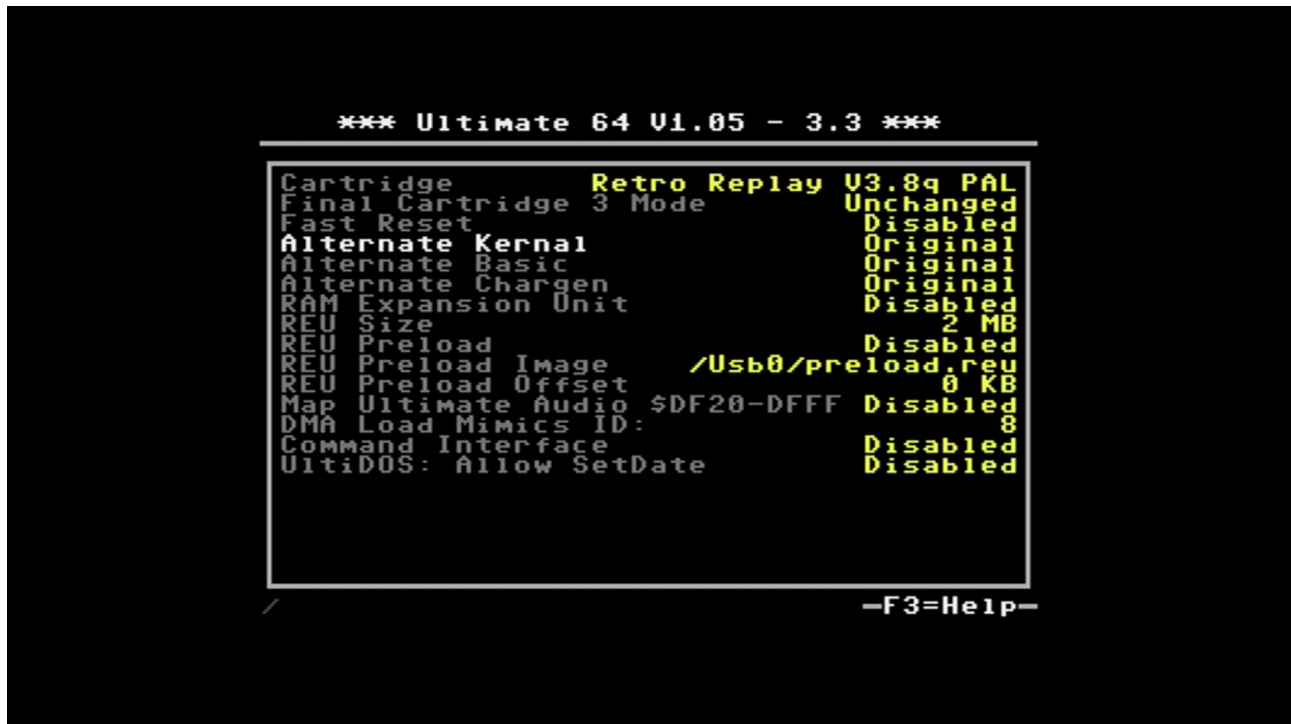 *** Ultimate 64 V1.05 - 3.3 ***
Cartridge Retro Replay V3.8q PAL
Final Cartridge 3 Mode Unchanged
Fast Reset Disabled
Alternate Kernal Original
Alternate Basic Original
Alternate Chargen Original
RAM Expansion Unit Disabled
REU Size 2 MB
REU Preload Disabled
REU Preload Image /Usb0/preload.reu
REU Preload Offset 0 KB
Map Ultimate Audio $DF20-DFFF Disabled
DMA Load Mimics ID: 8
Command Interface Disabled
UltiDOS: Allow SetDate Disabled
/ —F3=Help—